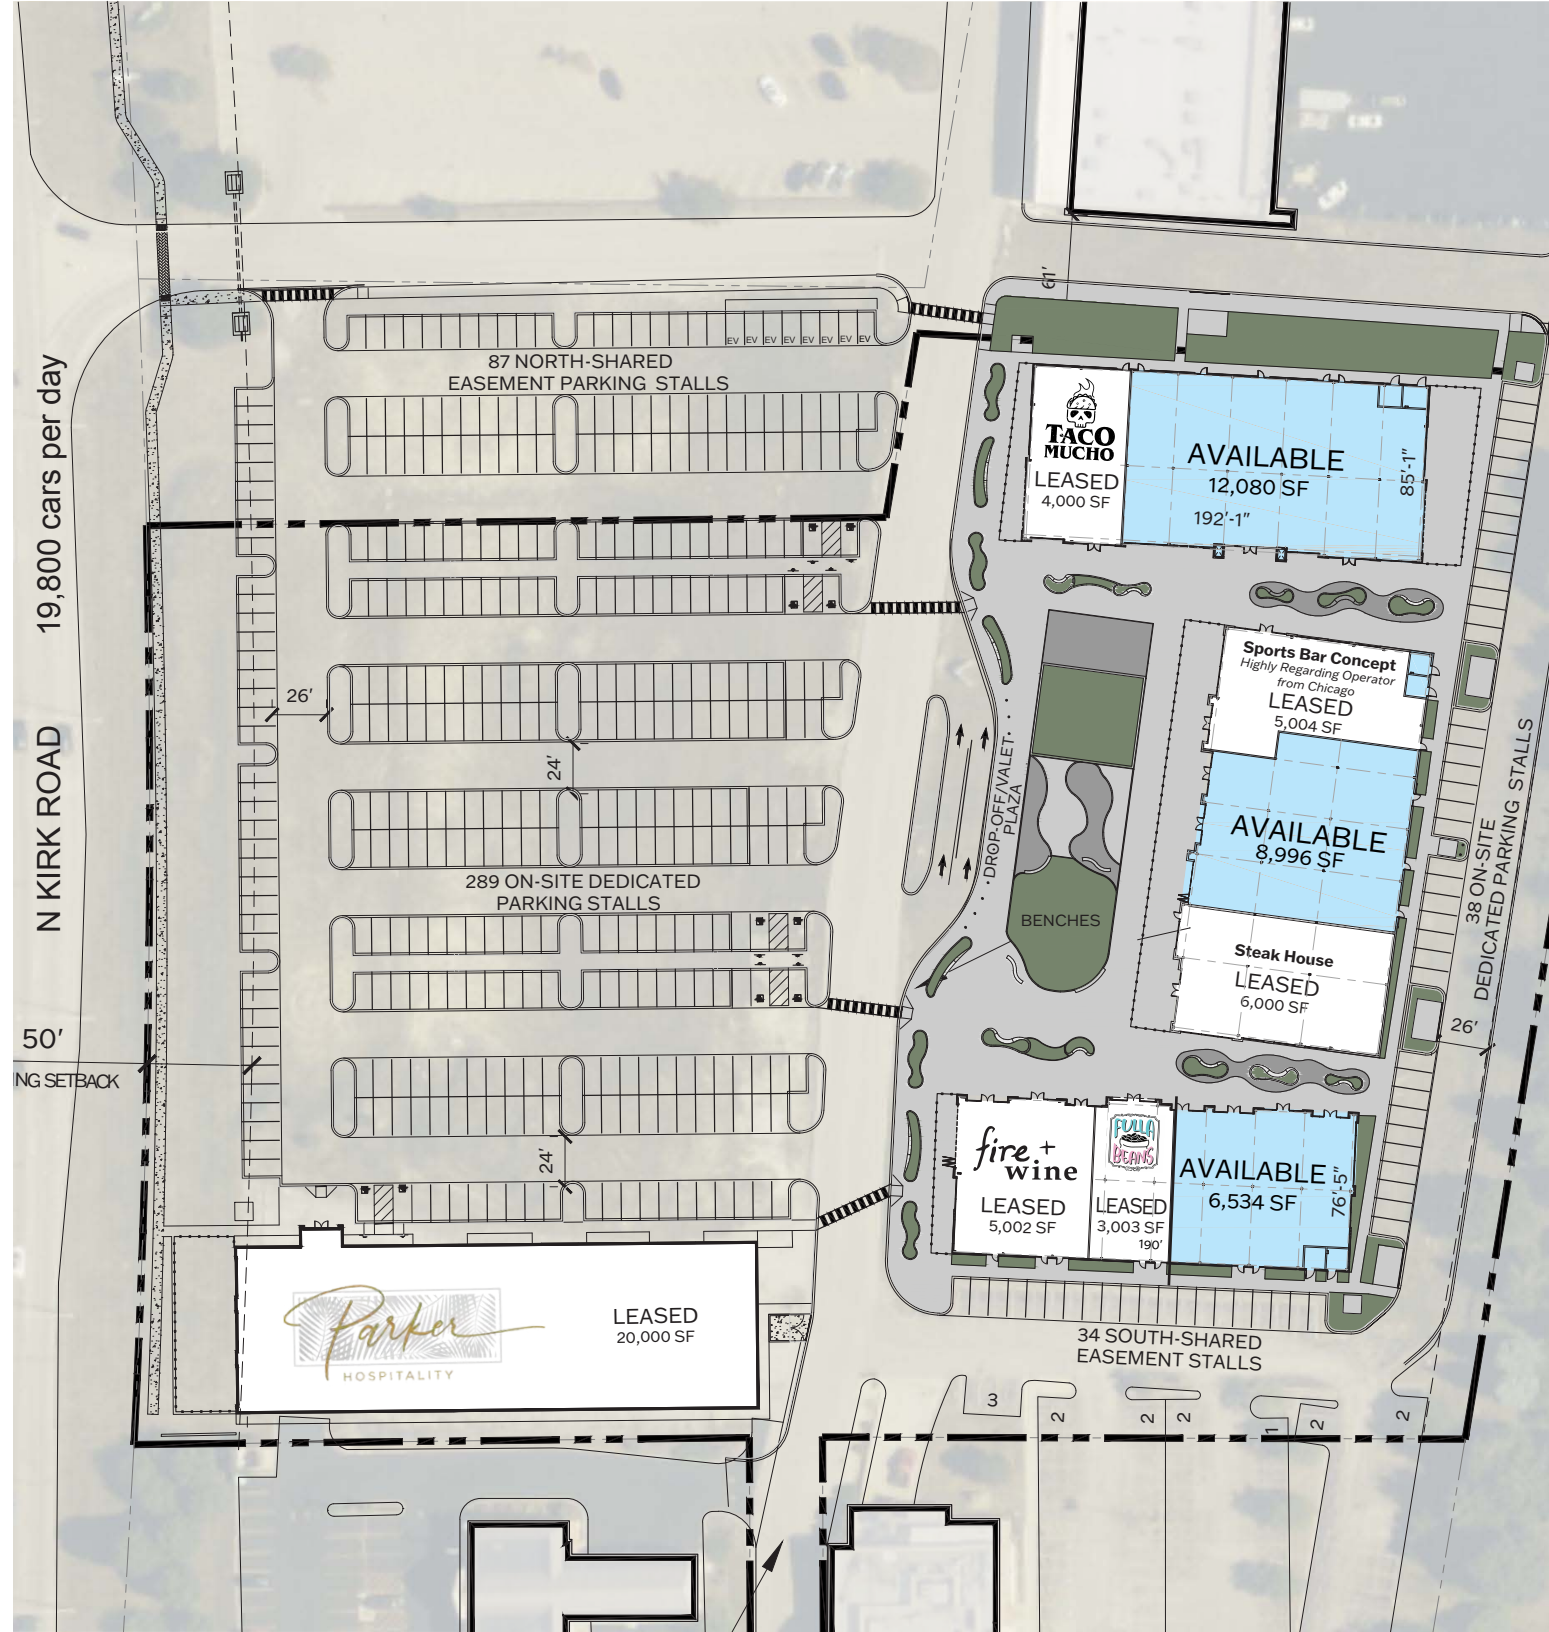 61'
EV EV EV EV EV EV EV EV
87 NORTH-SHARED
EASEMENT PARKING STALLS
19,800 cars per day
TACO
MUCHO
LEASED
4,000 SF
AVAILABLE
12,080 SF
192'-1"
85'-1"
Sports Bar Concept
Highly Regarding Operator
from Chicago
LEASED
5,004 SF
26'
24'
DROP-OFF/VALET
PLAZA
N KIRK ROAD
AVAILABLE
8,996 SF
289 ON-SITE DEDICATED
PARKING STALLS
BENCHES
38 ON-SITE
DEDICATED PARKING STALLS
Steak House
LEASED
6,000 SF
26'
50'
NG SETBACK
24'
fire +
wine
LEASED
5,002 SF
FULLA
BEANS
LEASED
3,003 SF
190'
AVAILABLE
6,534 SF
76'-5"
Parker
HOSPITALITY
LEASED
20,000 SF
34 SOUTH-SHARED
EASEMENT STALLS
3
2
2
2
1
2
2